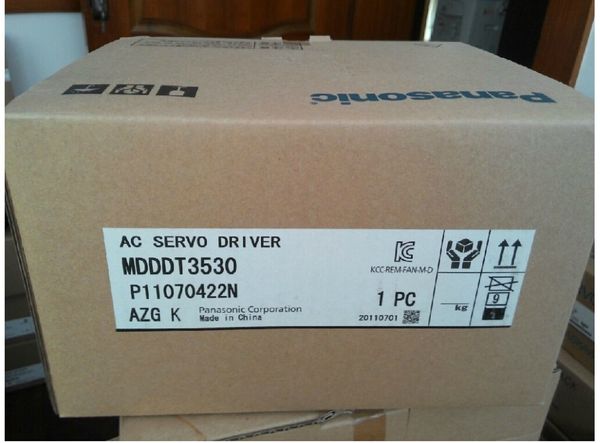 Panasonic
AC SERVO DRIVER
MDDDT3530
P11070422N
AZG K
Panasonic Corporation
Made in China
KCC-REM-FAN-M-D
1 PC
20110701
kg
9